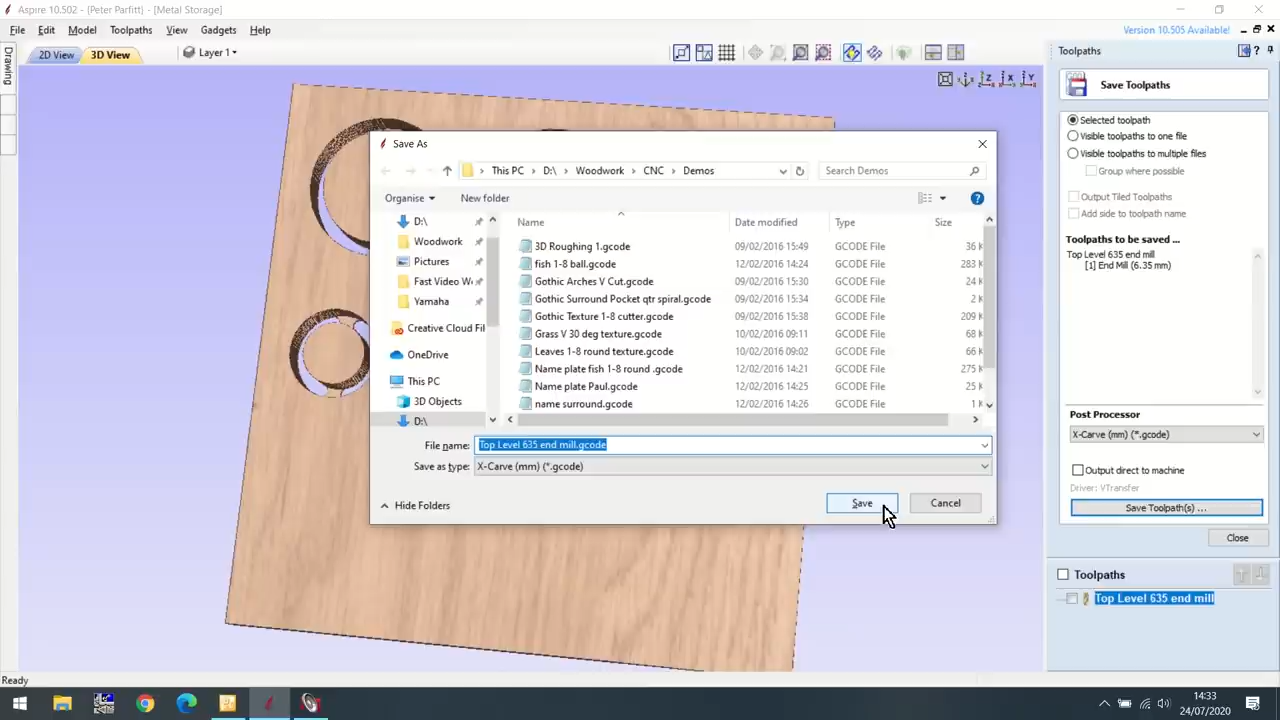 Aspire 10.502 - (Peter Parfitt) - [Metal Storage]
File Edit Model Toolpaths View Gadgets Help
Version 10.505 Available!
2D View 3D View Layer 1
Drawing
Toolpaths
Save Toolpaths
Selected toolpath
Visible toolpaths to one file
Visible toolpaths to multiple files
Group where possible
Output Tiled Toolpaths
Add side to toolpath name
Toolpaths to be saved ...
Top Level 635 end mill
[1] End Mill (6.35 mm)
Post Processor
X-Carve (mm) (*.gcode)
Output direct to machine
Driver: VTransfer
Save Toolpath(s) ...
Close
Toolpaths
Top Level 635 end mill
Save As
This PC > D:\ > Woodwork > CNC > Demos
Search Demos
Organise New folder
D:\
Woodwork
Pictures
Fast Video Wo
Yamaha
Creative Cloud Fil
OneDrive
This PC
3D Objects
D:\
Name Date modified Type Size
3D Roughing 1.gcode 09/02/2016 15:49 GCODE File 36 K
fish 1-8 ball.gcode 12/02/2016 14:24 GCODE File 283 K
Gothic Arches V Cut.gcode 09/02/2016 15:30 GCODE File 24 K
Gothic Surround Pocket qtr spiral.gcode 09/02/2016 15:34 GCODE File 2 K
Gothic Texture 1-8 cutter.gcode 09/02/2016 15:38 GCODE File 209 K
Grass V 30 deg texture.gcode 10/02/2016 09:11 GCODE File 68 K
Leaves 1-8 round texture.gcode 10/02/2016 09:02 GCODE File 66 K
Name plate fish 1-8 round .gcode 12/02/2016 14:21 GCODE File 275 K
Name plate Paul.gcode 12/02/2016 14:25 GCODE File 25 K
name surround.gcode 12/02/2016 14:26 GCODE File 1 K
File name: Top Level 635 end mill.gcode
Save as type: X-Carve (mm) (*.gcode)
Hide Folders
Save Cancel
Ready
14:33
24/07/2020